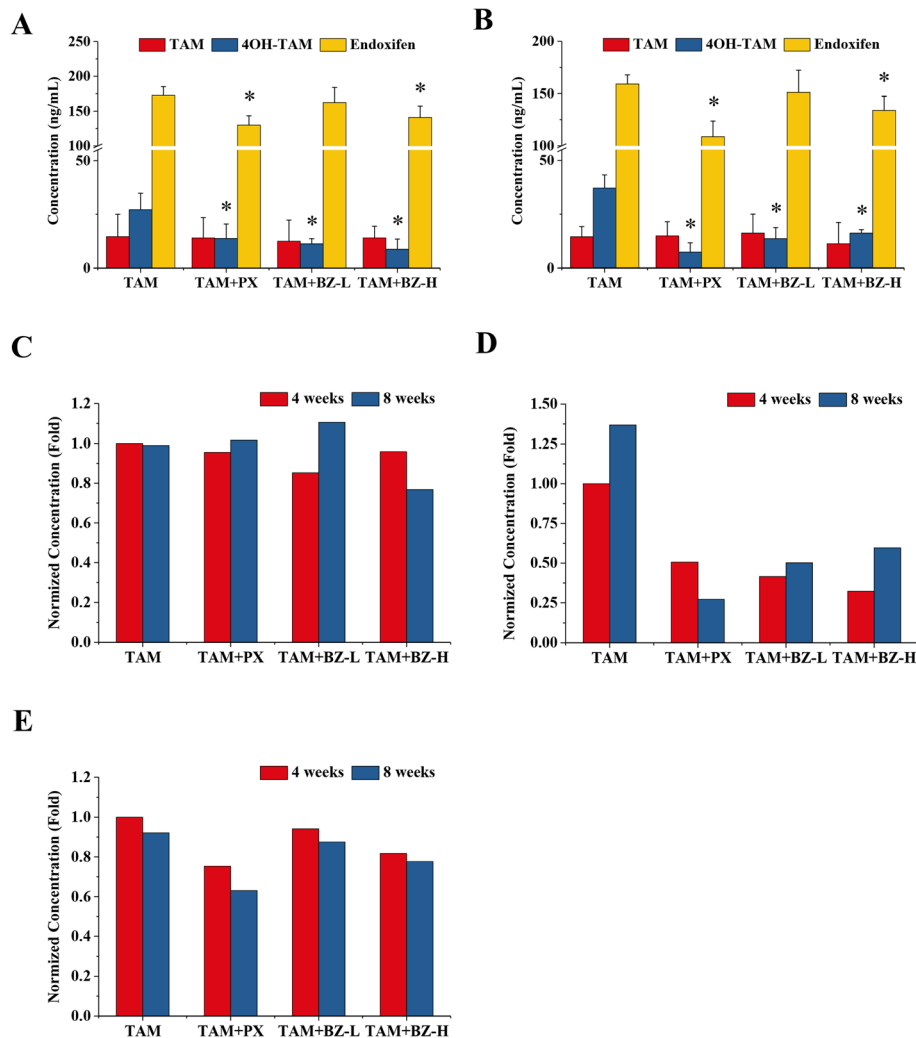 A
TAM 4OH-TAM Endoxifen
Concentration (ng/mL)
250
200
150
100
50
0
* * * * *
TAM TAM+PX TAM+BZ-L TAM+BZ-H
B
TAM 4OH-TAM Endoxifen
Concentration (ng/mL)
200
150
100
50
0
* * * * *
TAM TAM+PX TAM+BZ-L TAM+BZ-H
C
4 weeks 8 weeks
Normized Concentration (Fold)
1.2
1.0
0.8
0.6
0.4
0.2
0.0
TAM TAM+PX TAM+BZ-L TAM+BZ-H
D
4 weeks 8 weeks
Normized Concentration (Fold)
1.50
1.25
1.00
0.75
0.50
0.25
0.00
TAM TAM+PX TAM+BZ-L TAM+BZ-H
E
4 weeks 8 weeks
Normized Concentration (Fold)
1.2
1.0
0.8
0.6
0.4
0.2
0.0
TAM TAM+PX TAM+BZ-L TAM+BZ-H